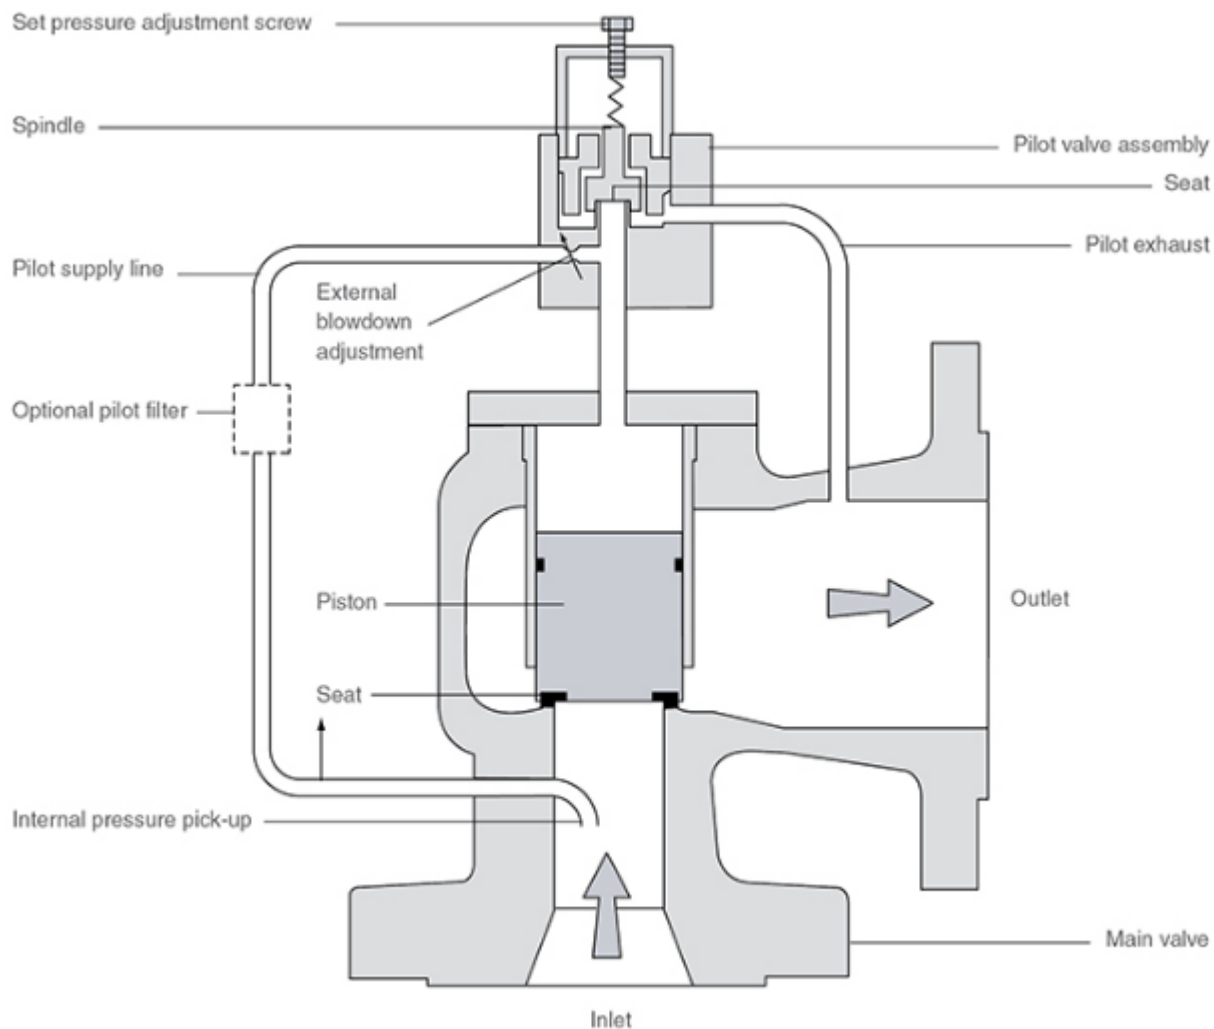 Set pressure adjustment screw
Spindle
Pilot valve assembly
Seat
Pilot exhaust
Pilot supply line
External
blowdown
adjustment
Optional pilot filter
Piston
Outlet
Seat
Internal pressure pick-up
Main valve
Inlet